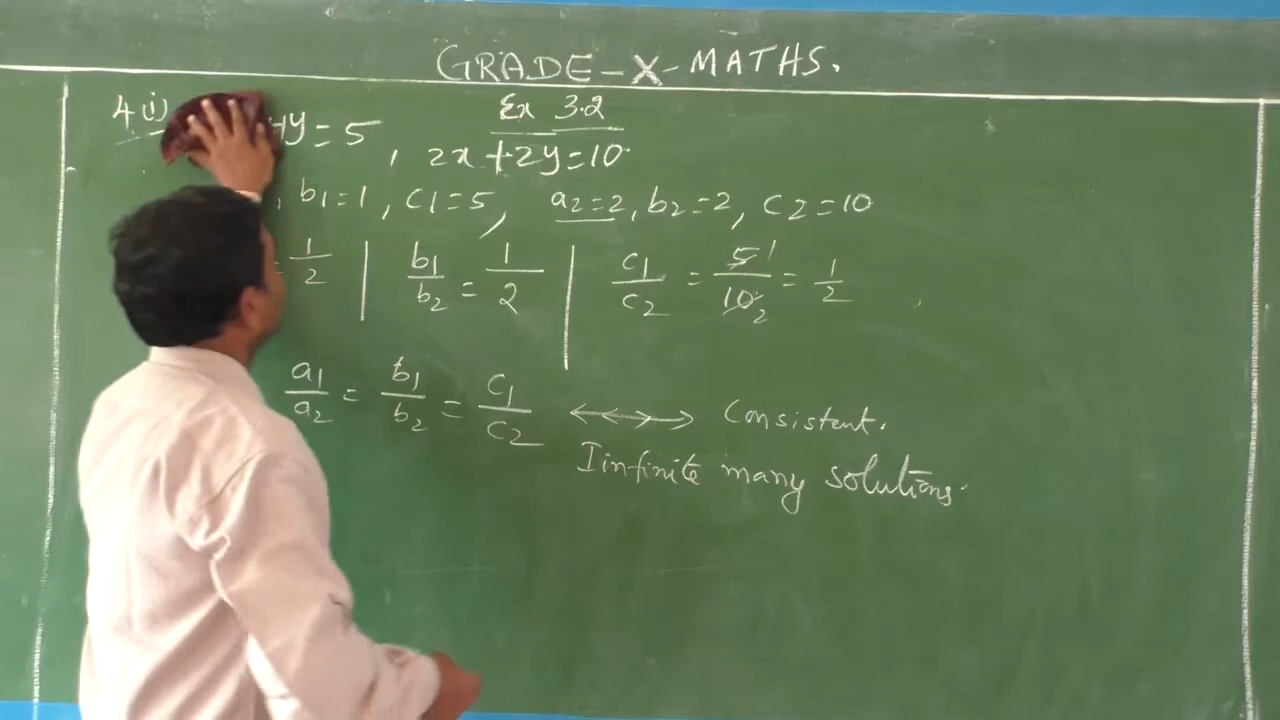 GRADE-X-MATHS.
Ex 3.2
4 (i) +y=5, 2x+2y=10
, b1=1, c1=5, a2=2, b2=2, c2=10
= 1/2 | b1/b2 = 1/2 | c1/c2 = 5 1/10 2 = 1/2
a1/a2 = b1/b2 = c1/c2 ↔ Consistent.
Iinfinite many solutions.